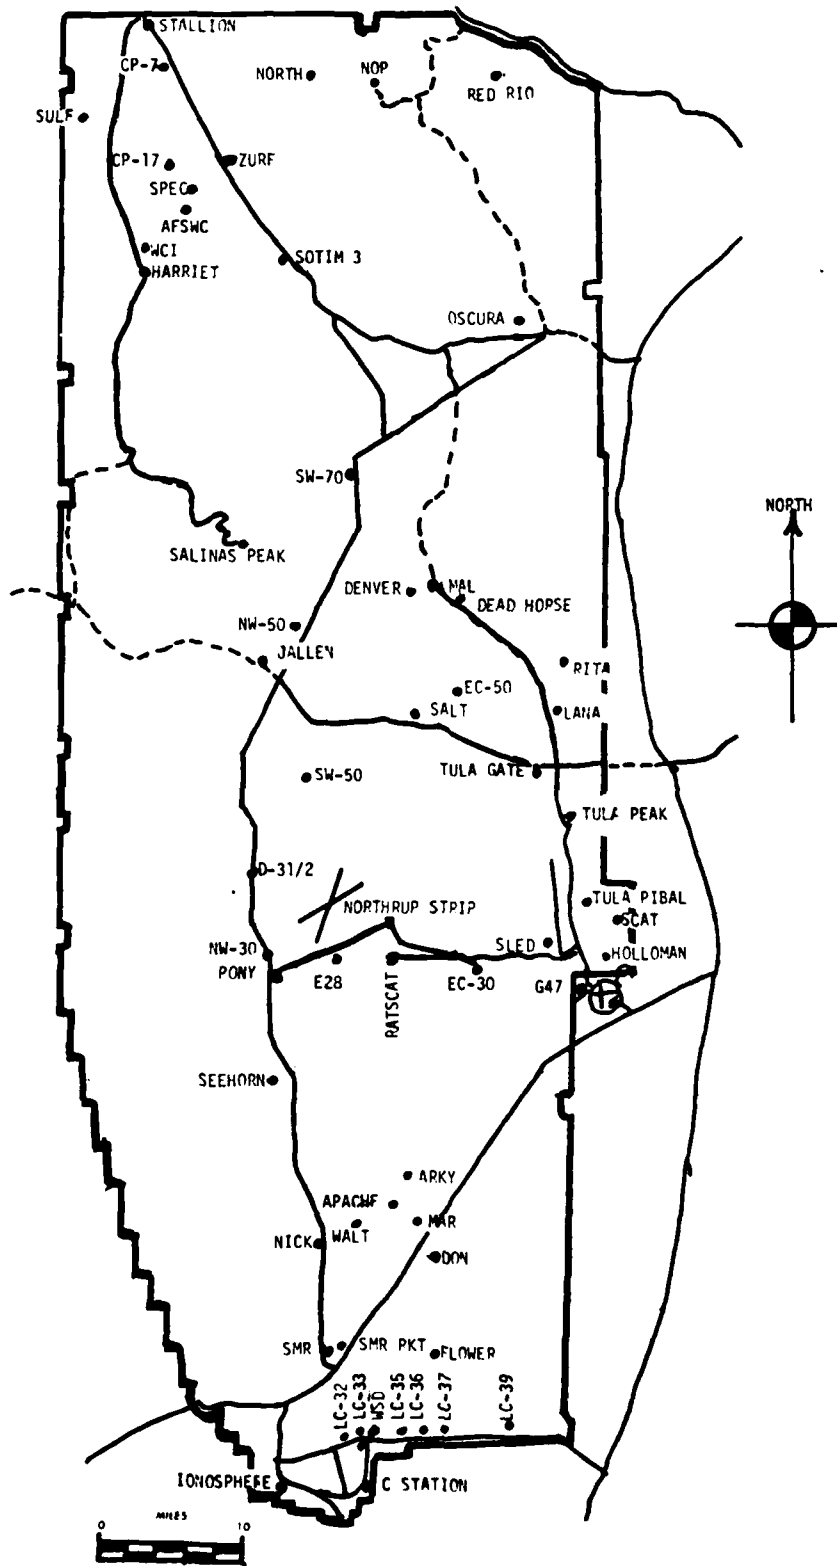 STALLION
CP-7
NORTH
NOP
RED RIO
SULF
CP-17
ZURF
SPEC
AFSWC
WCI
HARRIET
SOTIM 3
OSCURA
SW-70
NORTH
SALINAS PEAK
DENVER
MAL
DEAD HOPSE
NW-50
JALLEN
RITA
EC-50
SALT
LANA
SW-50
TULA GATE
TULA PEAK
D-31/2
NORTHRUP STRIP
TULA PIBAL
SCAT
SLED
NW-30
HOLLOMAN
PONY
E28
RATSCAT
EC-30
G47
SEEHORN
ARKY
APACHF
MAR
WALT
NICK
DON
SMR
SMR PKT
FLOWER
LC-32
LC-33
WSD
LC-35
LC-36
LC-37
LC-39
IONOSPHERE
C STATION
0 MILES 10